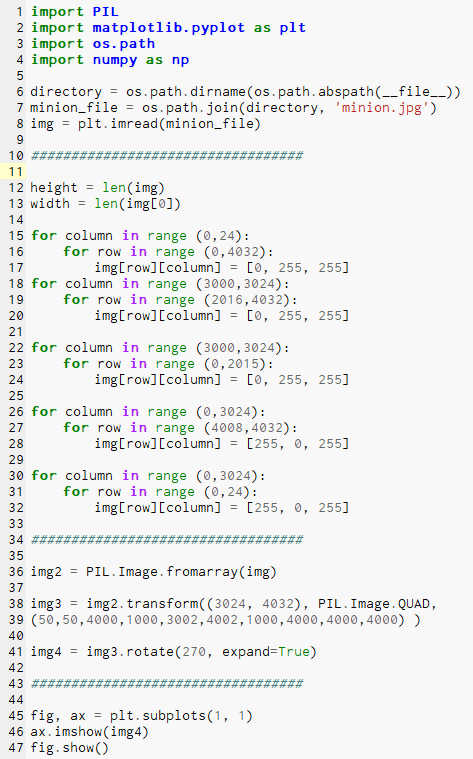 1 import PIL
2 import matplotlib.pyplot as plt
3 import os.path
4 import numpy as np
5
6 directory = os.path.dirname(os.path.abspath(__file__))
7 minion_file = os.path.join(directory, 'minion.jpg')
8 img = plt.imread(minion_file)
9
10 ##################################
11
12 height = len(img)
13 width = len(img[0])
14
15 for column in range (0,24):
16     for row in range (0,4032):
17         img[row][column] = [0, 255, 255]
18 for column in range (3000,3024):
19     for row in range (2016,4032):
20         img[row][column] = [0, 255, 255]
21
22 for column in range (3000,3024):
23     for row in range (0,2015):
24         img[row][column] = [0, 255, 255]
25
26 for column in range (0,3024):
27     for row in range (4008,4032):
28         img[row][column] = [255, 0, 255]
29
30 for column in range (0,3024):
31     for row in range (0,24):
32         img[row][column] = [255, 0, 255]
33
34 ##################################
35
36 img2 = PIL.Image.fromarray(img)
37
38 img3 = img2.transform((3024, 4032), PIL.Image.QUAD,
39 (50,50,4000,1000,3002,4002,1000,4000,4000,4000) )
40
41 img4 = img3.rotate(270, expand=True)
42
43 ##################################
44
45 fig, ax = plt.subplots(1, 1)
46 ax.imshow(img4)
47 fig.show()